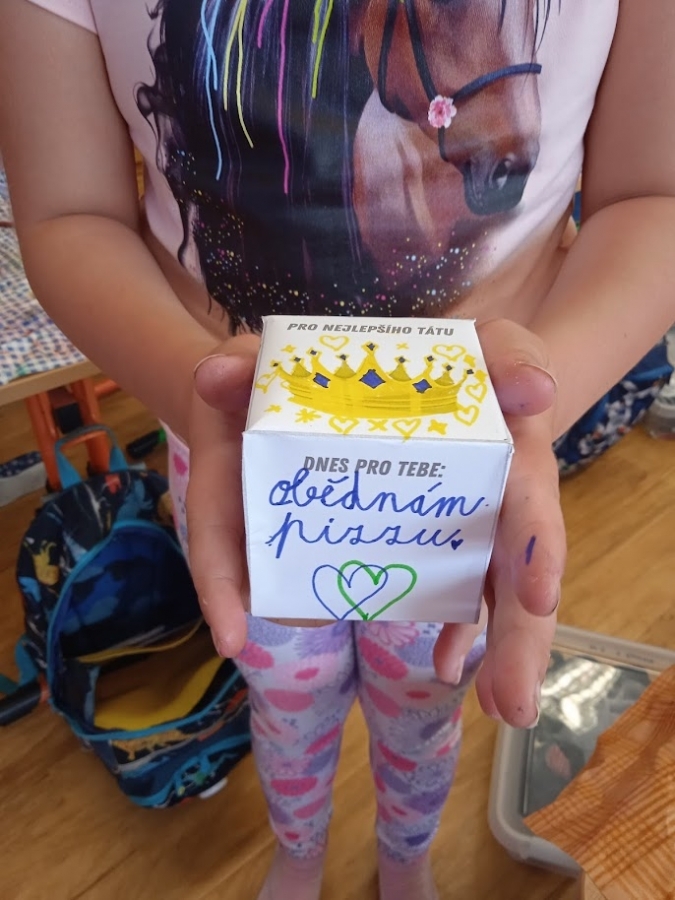 PRO NEJLEPŠÍHO TÁTU
DNES PRO TEBE:
obědnám
pizzu.